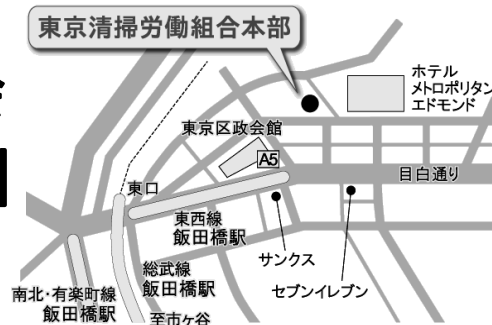 東京清掃労働組合本部
ホテル
メトロポリタン
エドモンド
東京区政会館
A5
目白通り
東口
東西線
飯田橋駅
サンクス
総武線
飯田橋駅
セブンイレブン
南北・有楽町線
飯田橋駅
至市ヶ谷